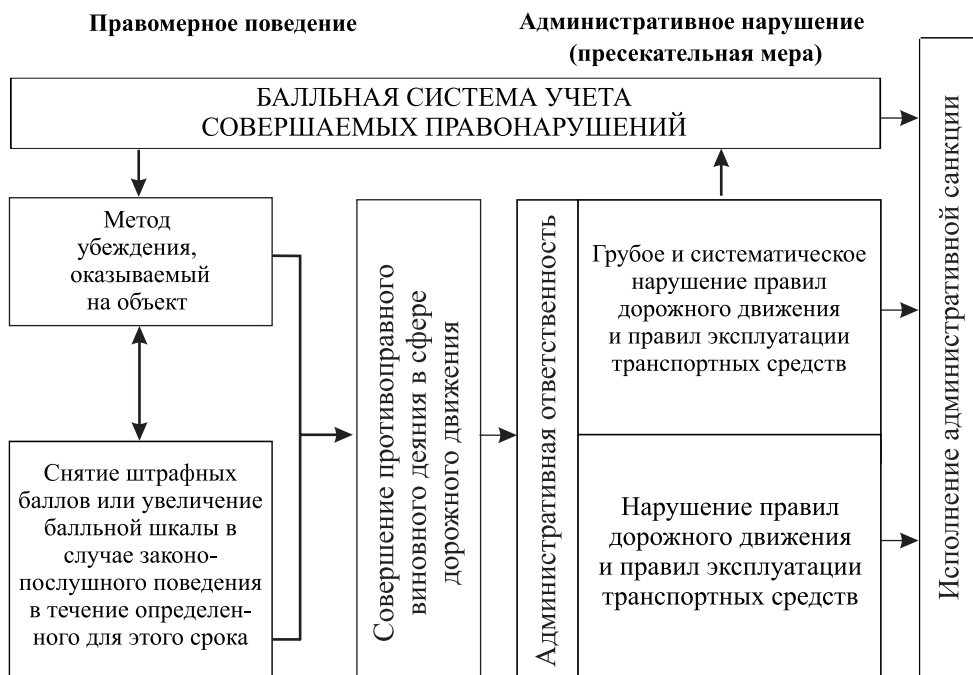 Правомерное поведение
Административное нарушение
(пресекательная мера)
БАЛЛЬНАЯ СИСТЕМА УЧЕТА
СОВЕРШАЕМЫХ ПРАВОНАРУШЕНИЙ
Метод
убеждения,
оказываемый
на объект
Снятие штрафных
баллов или увеличение
балльной шкалы в
случае законо-
послушного поведения
в течение определен-
ного для этого срока
Совершение противоправного
виновного деяния в сфере
дорожного движения
Административная ответственность
Грубое и систематическое
нарушение правил
дорожного движения
и правил эксплуатации
транспортных средств
Нарушение правил
дорожного движения
и правил эксплуатации
транспортных средств
Исполнение административной санкции